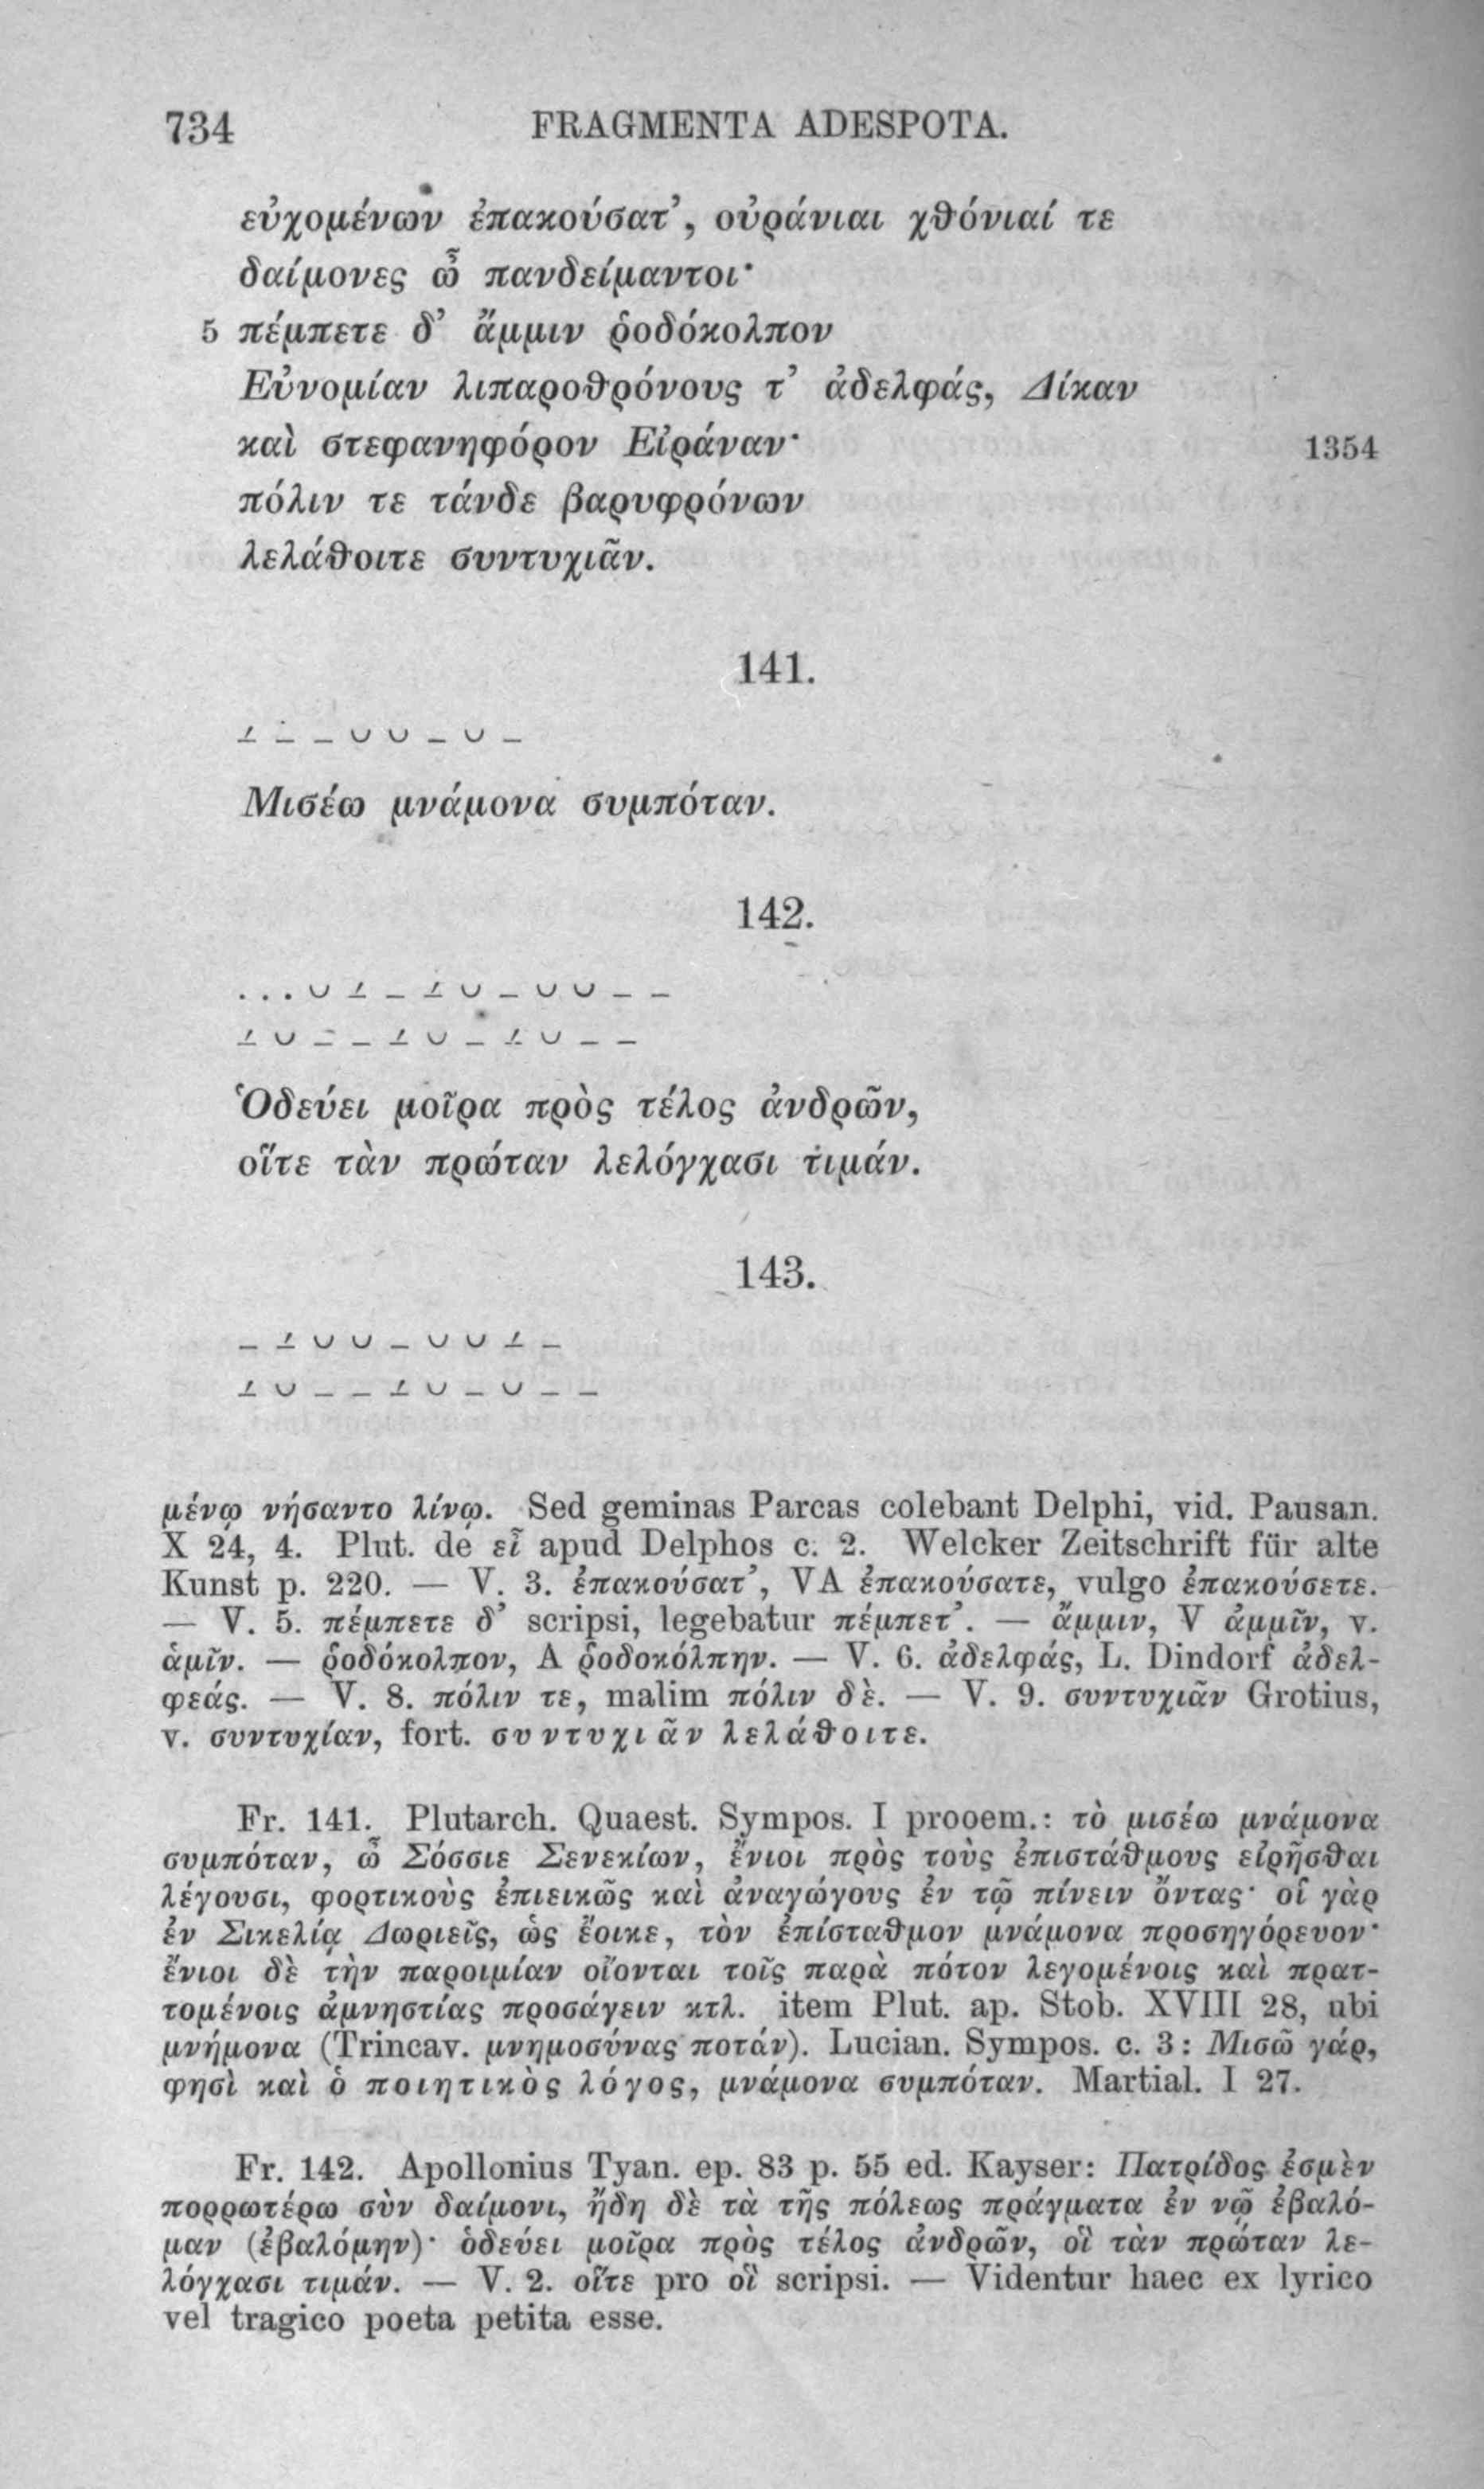 734 FRAGMENTA ADESPOTA.
εὐχομένων ἐπακούσατ’, οὐράνιαι χθόνιαί τε
δαίμονες ὦ πανδείμαντοι·
5 πέμπετε δ’ ἄμμιν ῥοδόκολπον
Εὐνομίαν λιπαροθρόνους τ’ ἀδελφάς, Δίκαν
καὶ στεφανηφόρον Εἰράναν· 1354
πόλιν τε τάνδε βαρυφρόνων
λελάθοιτε συντυχιᾶν.
141.
_́ _ _ ᴗ ᴗ _ ᴗ _
Μισέω μνάμονα συμπόταν.
142.
. . . ᴗ _́ _ _́ ᴗ _ ᴗ ᴗ _ _
_́ ᴗ _ _ _́ ᴗ _ _́ ᴗ _ _
Ὁδεύει μοῖρα πρὸς τέλος ἀνδρῶν,
οἵτε τὰν πρώταν λελόγχασι τιμάν.
143.
_ _́ ᴗ ᴗ _ ᴗ ᴗ _́ _
_́ ᴗ _ _ _́ ᴗ _ ᴗ _ _
μένῳ νήσαντο λίνῳ. Sed geminas Parcas colebant Delphi, vid. Pausan.
X 24, 4. Plut. de εἶ apud Delphos c. 2. Welcker Zeitschrift für alte
Kunst p. 220. — V. 3. ἐπακούσατ’, VA ἐπακούσατε, vulgo ἐπακούσετε.
— V. 5. πέμπετε δ’ scripsi, legebatur πέμπετ’. — ἄμμιν, V ἀμμῖν, v.
ἁμῖν. — ῥοδόκολπον, A ῥοδοκόλπην. — V. 6. ἀδελφάς, L. Dindorf ἀδελ-
φεάς. — V. 8. πόλιν τε, malim πόλιν δὲ. — V. 9. συντυχιᾶν Grotius,
v. συντυχίαν, fort. συντυχιᾶν λελάθοιτε.
Fr. 141. Plutarch. Quaest. Sympos. I prooem.: τὸ μισέω μνάμονα
συμπόταν, ὦ Σόσσιε Σενεκίων, ἔνιοι πρὸς τοὺς ἐπιστάθμους εἰρῆσθαι
λέγουσι, φορτικοὺς ἐπιεικῶς καὶ ἀναγώγους ἐν τῷ πίνειν ὄντας· οἱ γὰρ
ἐν Σικελίᾳ Δωριεῖς, ὡς ἔοικε, τὸν ἐπίσταθμον μνάμονα προσηγόρευον·
ἔνιοι δὲ τὴν παροιμίαν οἴονται τοῖς παρὰ πότον λεγομένοις καὶ πρατ-
τομένοις ἀμνηστίας προσάγειν κτλ. item Plut. ap. Stob. XVIII 28, ubi
μνήμονα (Trincav. μνημοσύνας ποτάν). Lucian. Sympos. c. 3: Μισῶ γάρ,
φησὶ καὶ ὁ ποιητικὸς λόγος, μνάμονα συμπόταν. Martial. I 27.
Fr. 142. Apollonius Tyan. ep. 83 p. 55 ed. Kayser: Πατρίδος ἐσμὲν
πορρωτέρω σὺν δαίμονι, ἤδη δὲ τὰ τῆς πόλεως πράγματα ἐν νῷ ἐβαλό-
μαν (ἐβαλόμην)· ὁδεύει μοῖρα πρὸς τέλος ἀνδρῶν, οἳ τὰν πρώταν λε-
λόγχασι τιμάν. — V. 2. οἵτε pro οἳ scripsi. — Videntur haec ex lyrico
vel tragico poeta petita esse.